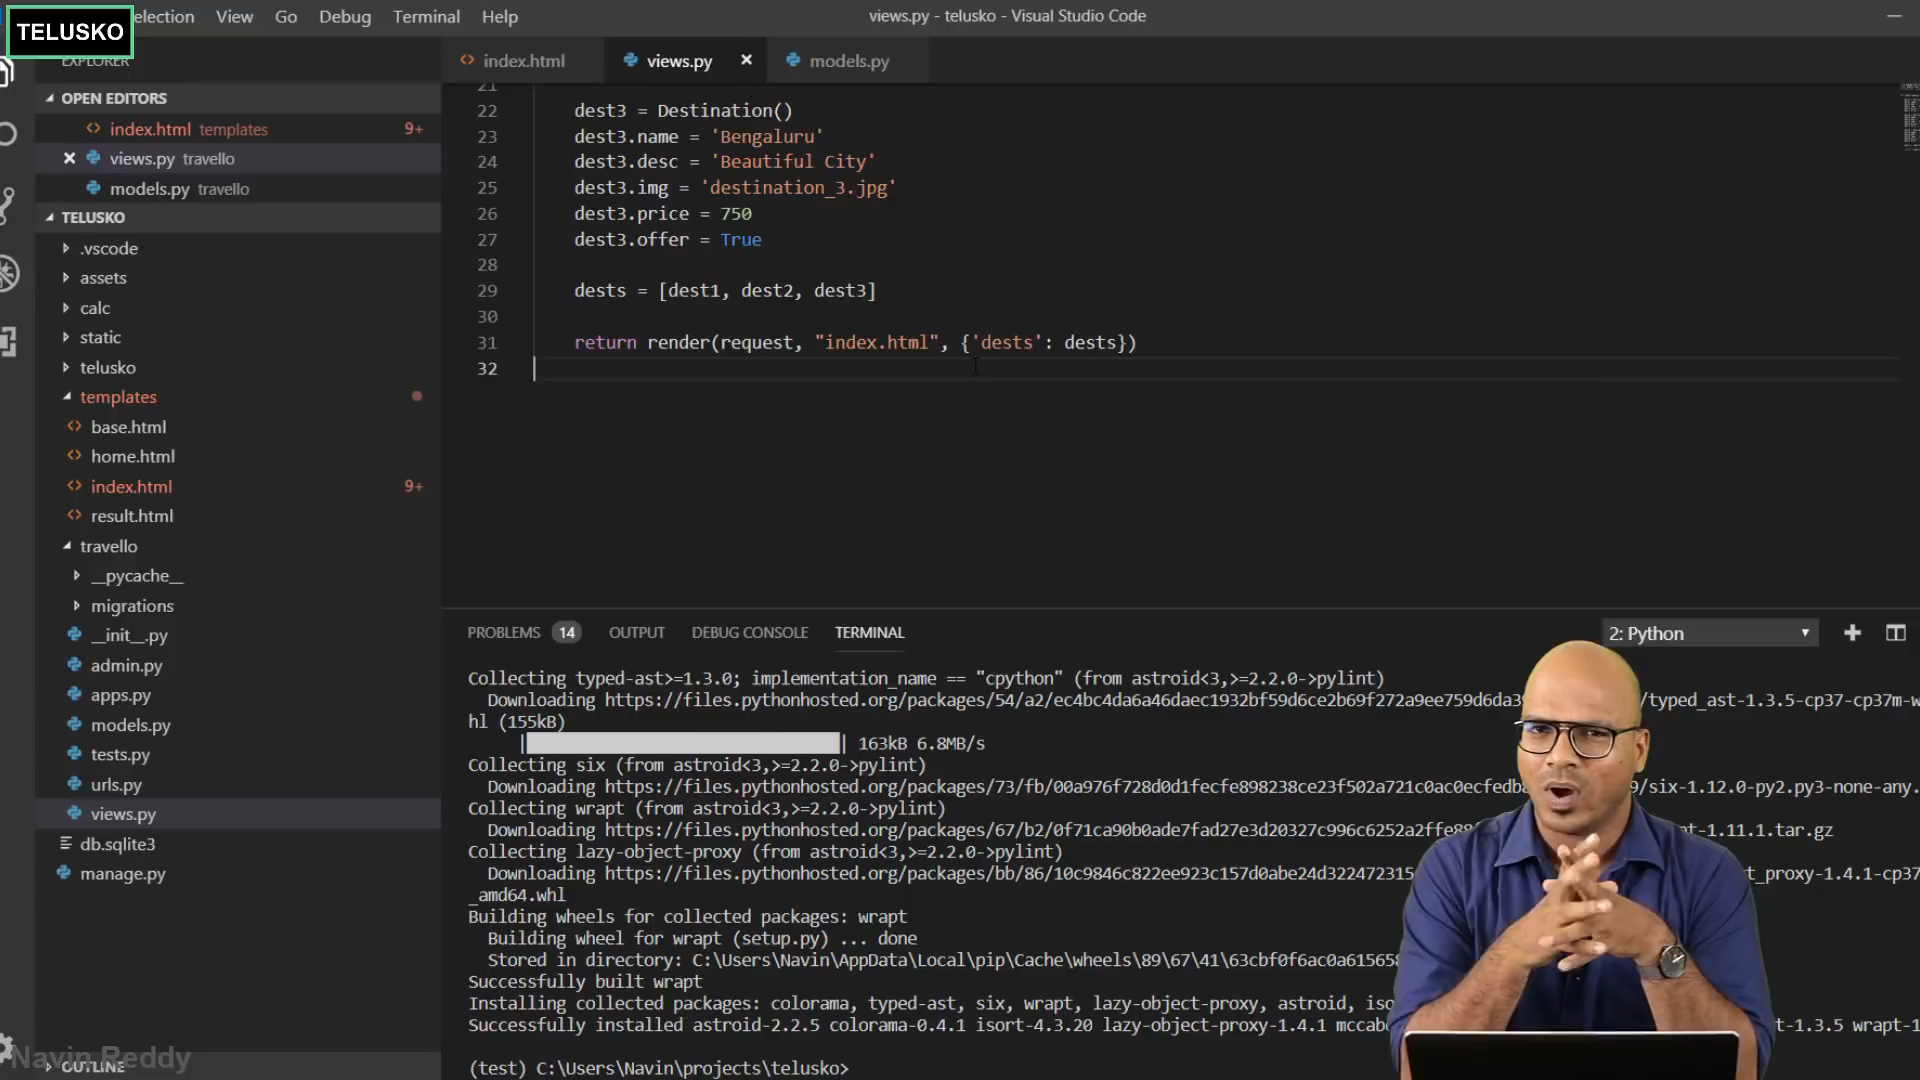 TELUSKO
election View Go Debug Terminal Help
views.py - telusko - Visual Studio Code
EXPLORER
OPEN EDITORS
index.html templates 9+
views.py travello
models.py travello
TELUSKO
.vscode
assets
calc
static
telusko
templates
base.html
home.html
index.html 9+
result.html
travello
__pycache__
migrations
__init__.py
admin.py
apps.py
models.py
tests.py
urls.py
views.py
db.sqlite3
manage.py
OUTLINE
Navin Reddy
index.html views.py models.py
21
22 dest3 = Destination()
23 dest3.name = 'Bengaluru'
24 dest3.desc = 'Beautiful City'
25 dest3.img = 'destination_3.jpg'
26 dest3.price = 750
27 dest3.offer = True
28
29 dests = [dest1, dest2, dest3]
30
31 return render(request, "index.html", {'dests': dests})
32
PROBLEMS 14 OUTPUT DEBUG CONSOLE TERMINAL 2: Python
Collecting typed-ast>=1.3.0; implementation_name == "cpython" (from astroid<3,>=2.2.0->pylint)
Downloading https://files.pythonhosted.org/packages/54/a2/ec4bc4da6a46daec1932bf59d6ce2b69f272a9ee759d6da3 /typed_ast-1.3.5-cp37-cp37m-w
hl (155kB)
| | 163kB 6.8MB/s
Collecting six (from astroid<3,>=2.2.0->pylint)
Downloading https://files.pythonhosted.org/packages/73/fb/00a976f728d0d1fecfe898238ce23f502a721c0ac0ecfedb 9/six-1.12.0-py2.py3-none-any.
Collecting wrapt (from astroid<3,>=2.2.0->pylint)
Downloading https://files.pythonhosted.org/packages/67/b2/0f71ca90b0ade7fad27e3d20327c996c6252a2ffe8 t-1.11.1.tar.gz
Collecting lazy-object-proxy (from astroid<3,>=2.2.0->pylint)
Downloading https://files.pythonhosted.org/packages/bb/86/10c9846c822ee923c157d0abe24d322472315 t_proxy-1.4.1-cp37
_amd64.whl
Building wheels for collected packages: wrapt
Building wheel for wrapt (setup.py) ... done
Stored in directory: C:\Users\Navin\AppData\Local\pip\Cache\wheels\89\67\41\63cbf0f6ac0a61565
Successfully built wrapt
Installing collected packages: colorama, typed-ast, six, wrapt, lazy-object-proxy, astroid, iso
Successfully installed astroid-2.2.5 colorama-0.4.1 isort-4.3.20 lazy-object-proxy-1.4.1 mccab t-1.3.5 wrapt-1
(test) C:\Users\Navin\projects\telusko>